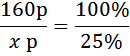 160p / x p = 100% / 25%